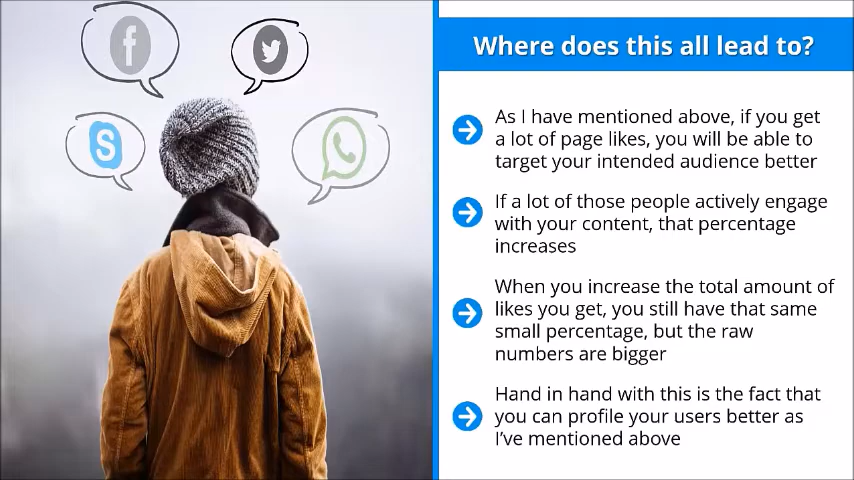 Where does this all lead to?
As I have mentioned above, if you get
a lot of page likes, you will be able to
target your intended audience better
If a lot of those people actively engage
with your content, that percentage
increases
When you increase the total amount of
likes you get, you still have that same
small percentage, but the raw
numbers are bigger
Hand in hand with this is the fact that
you can profile your users better as
I've mentioned above